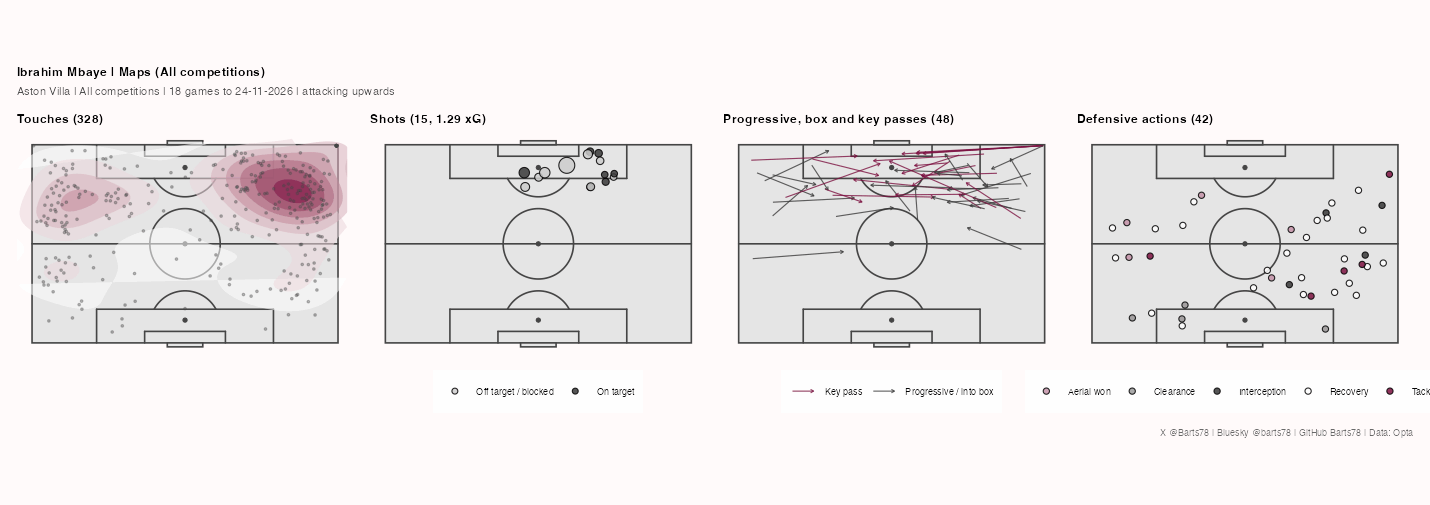 Ibrahim Mbaye | Maps (All competitions)
Aston Villa | All competitions | 18 games to 24-11-2026 | attacking upwards
Touches (328)
Shots (15, 1.29 xG)
Progressive, box and key passes (48)
Defensive actions (42)
Off target / blocked
On target
Key pass
Progressive / into box
Aerial won
Clearance
Interception
Recovery
Tack
X @Barts78 | Bluesky @barts78 | GitHub Barts78 | Data: Opta